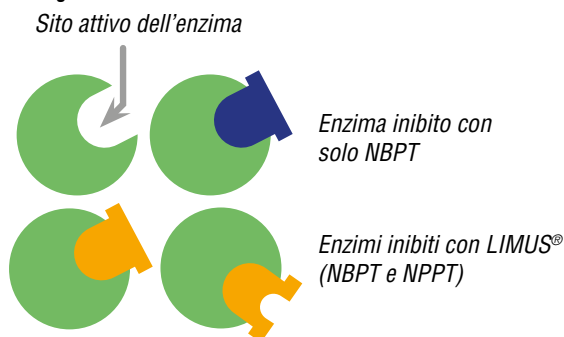 Sito attivo dell'enzima
Enzima inibito con
solo NBPT
Enzimi inibiti con LIMUS®
(NBPT e NPPT)